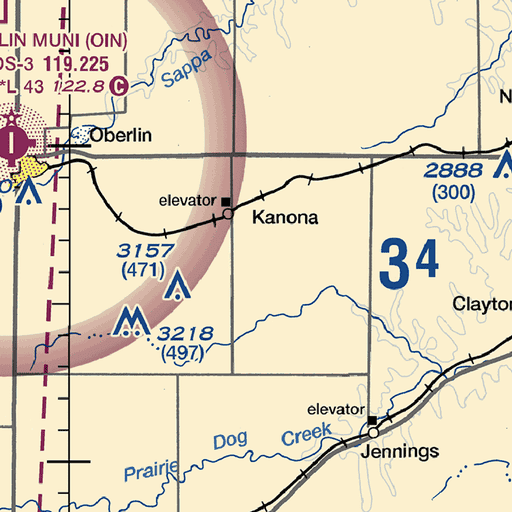 LIN MUNI (OIN)
OS-3 119.225
*L 43 122.8 C
Sappa
Oberlin
N
2888
(300)
elevator
Kanona
3157
(471)
34
Clayton
3218
(497)
elevator
Jennings
Prairie Dog Creek